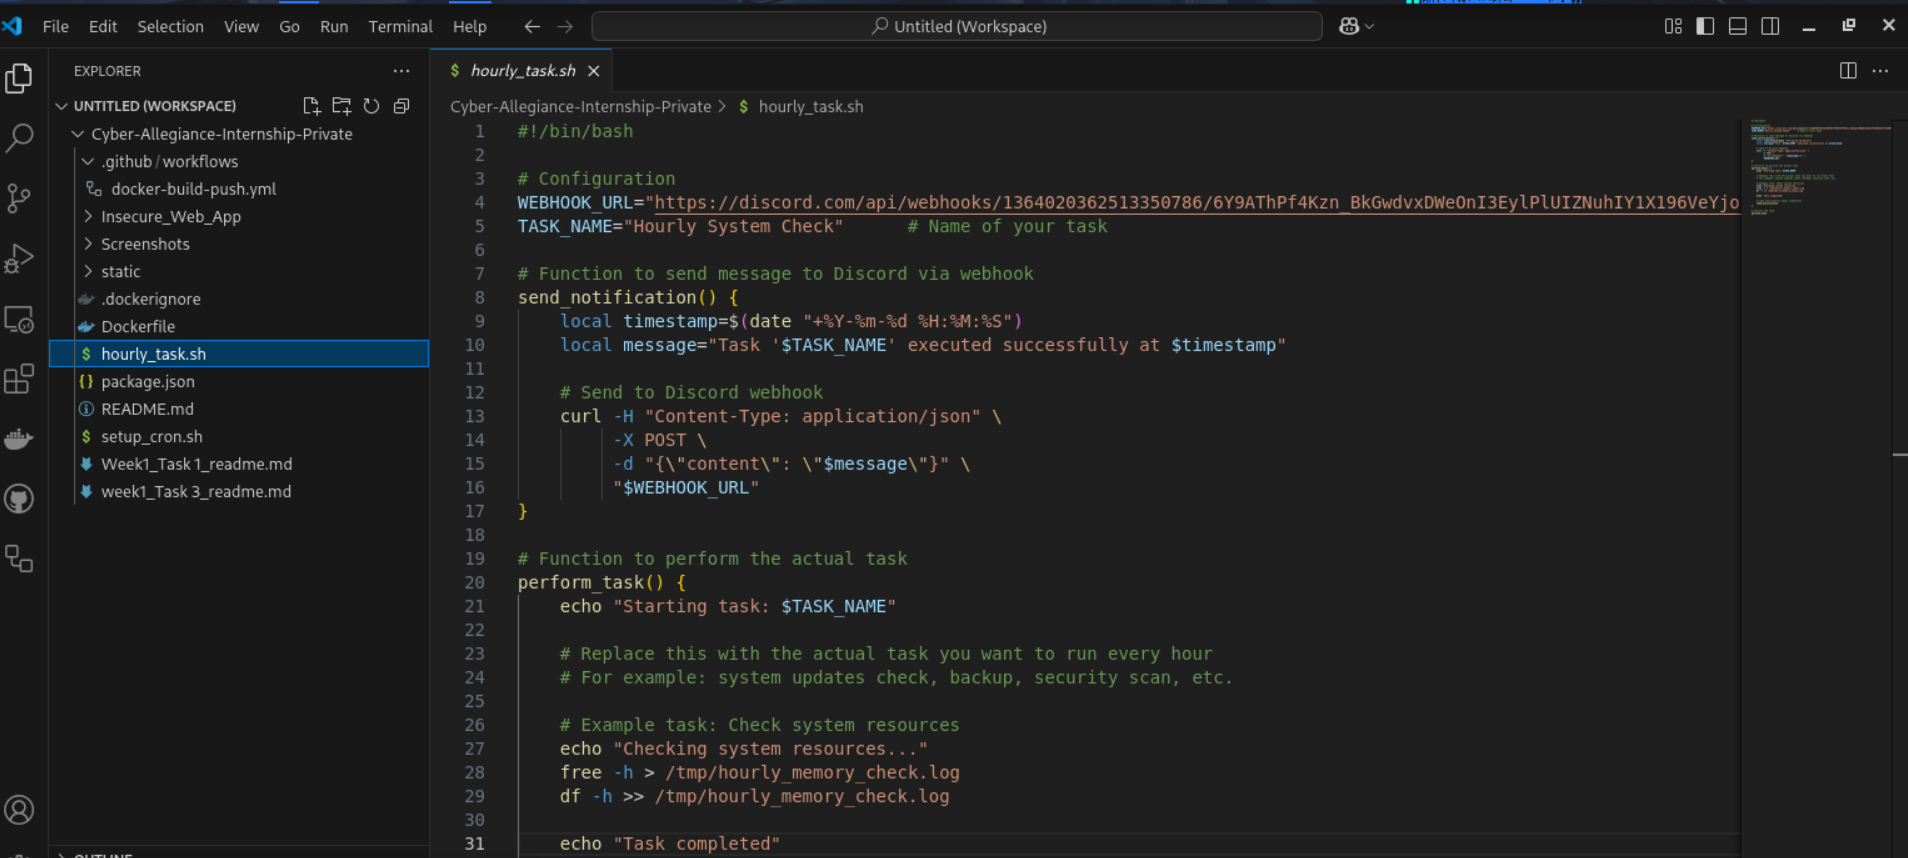 File Edit Selection View Go Run Terminal Help
Untitled (Workspace)
EXPLORER
UNTITLED (WORKSPACE)
Cyber-Allegiance-Internship-Private
.github / workflows
docker-build-push.yml
Insecure_Web_App
Screenshots
static
.dockerignore
Dockerfile
$ hourly_task.sh
{} package.json
README.md
$ setup_cron.sh
Week1_Task 1_readme.md
week1_Task 3_readme.md
OUTLINE
$ hourly_task.sh
Cyber-Allegiance-Internship-Private > $ hourly_task.sh
1 #!/bin/bash
2
3 # Configuration
4 WEBHOOK_URL="https://discord.com/api/webhooks/1364020362513350786/6Y9AThPf4Kzn_BkGwdvxDWeOnI3EylPlUIZNuhIY1X196VeYjo
5 TASK_NAME="Hourly System Check"      # Name of your task
6
7 # Function to send message to Discord via webhook
8 send_notification() {
9     local timestamp=$(date "+%Y-%m-%d %H:%M:%S")
10     local message="Task '$TASK_NAME' executed successfully at $timestamp"
11
12     # Send to Discord webhook
13     curl -H "Content-Type: application/json" \
14          -X POST \
15          -d "{\"content\": \"$message\"}" \
16          "$WEBHOOK_URL"
17 }
18
19 # Function to perform the actual task
20 perform_task() {
21     echo "Starting task: $TASK_NAME"
22
23     # Replace this with the actual task you want to run every hour
24     # For example: system updates check, backup, security scan, etc.
25
26     # Example task: Check system resources
27     echo "Checking system resources..."
28     free -h > /tmp/hourly_memory_check.log
29     df -h >> /tmp/hourly_memory_check.log
30
31     echo "Task completed"